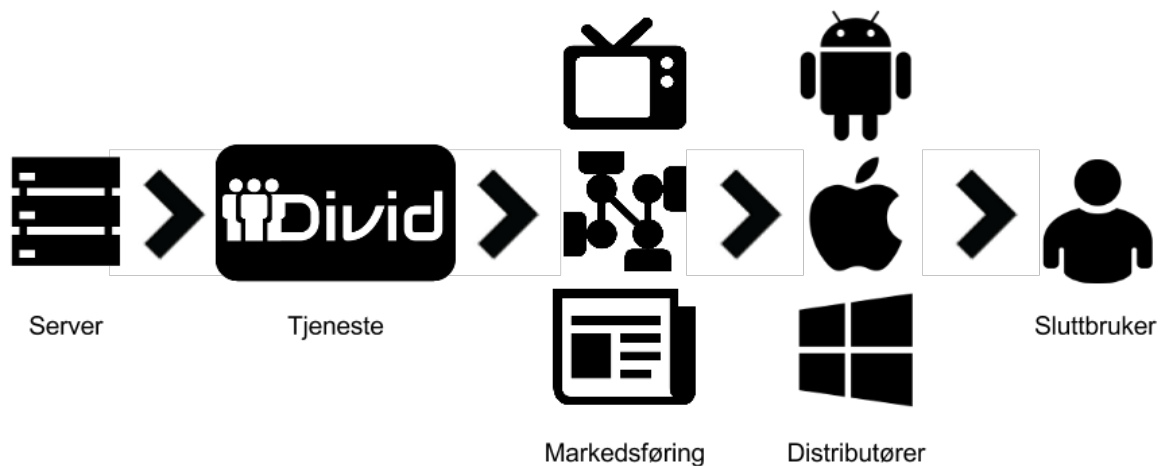 Divid
Server
Tjeneste
Sluttbruker
Markedsføring
Distributører